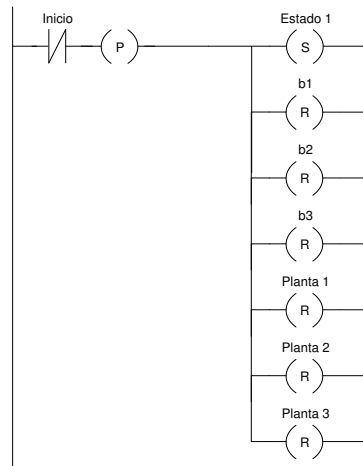 Inicio
P
Estado 1
S
b1
R
b2
R
b3
R
Planta 1
R
Planta 2
R
Planta 3
R